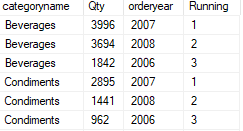 categoryname Qty orderyear Running
Beverages 3996 2007 1
Beverages 3694 2008 2
Beverages 1842 2006 3
Condiments 2895 2007 1
Condiments 1441 2008 2
Condiments 962 2006 3